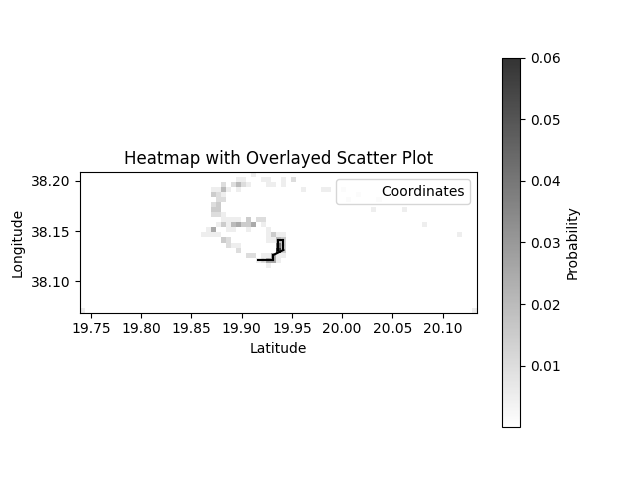 Heatmap with Overlayed Scatter Plot
Coordinates
38.20
38.15
38.10
Longitude
19.75 19.80 19.85 19.90 19.95 20.00 20.05 20.10
Latitude
0.06
0.05
0.04
0.03
0.02
0.01
Probability